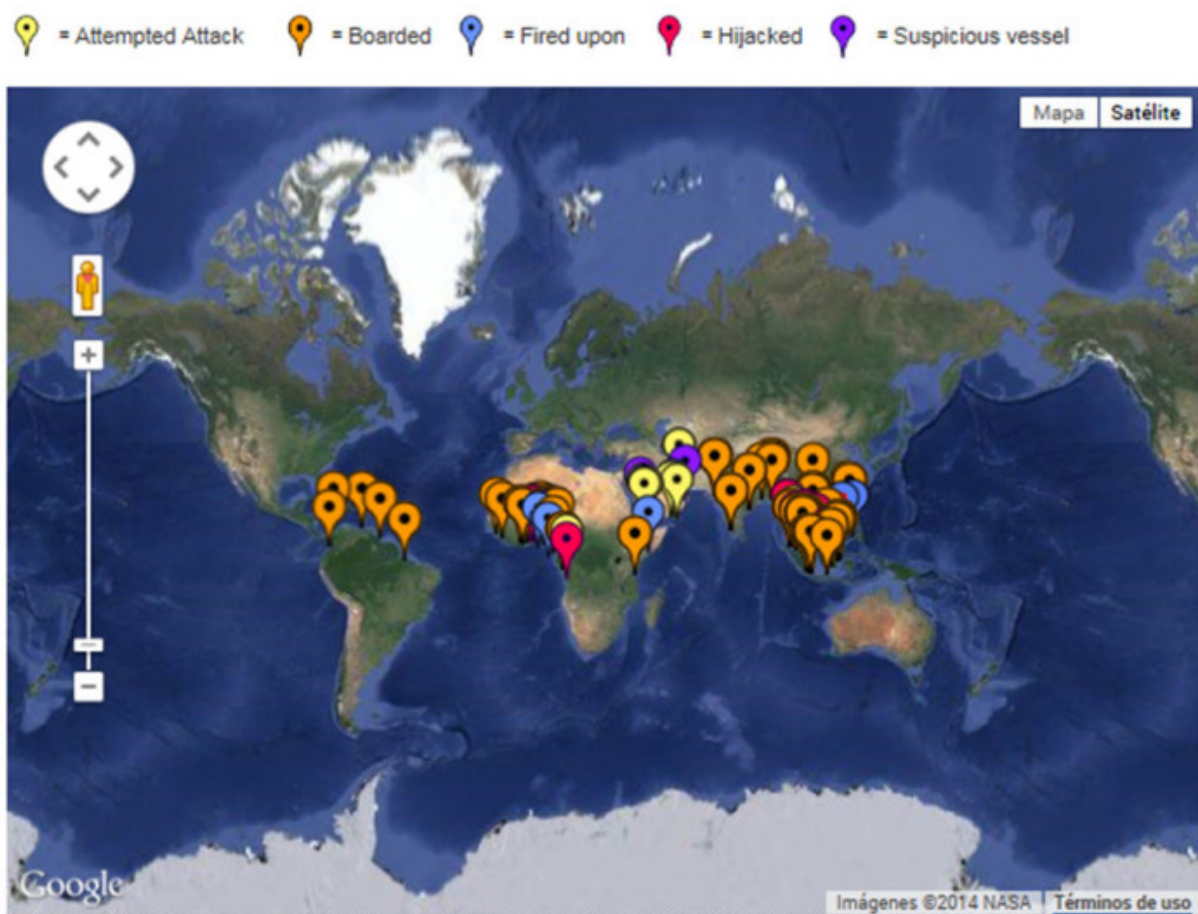 = Attempted Attack = Boarded = Fired upon = Hijacked = Suspicious vessel
Mapa Satélite
Google
Imágenes ©2014 NASA Términos de uso